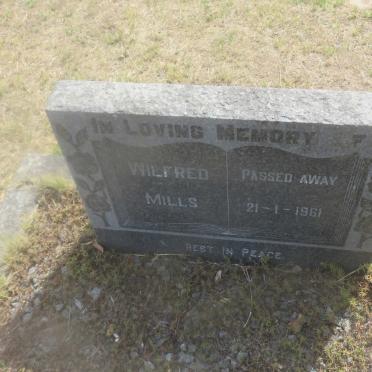 In Loving Memory
Wilfred
Mills
Passed Away
21-1-1961
Rest In Peace